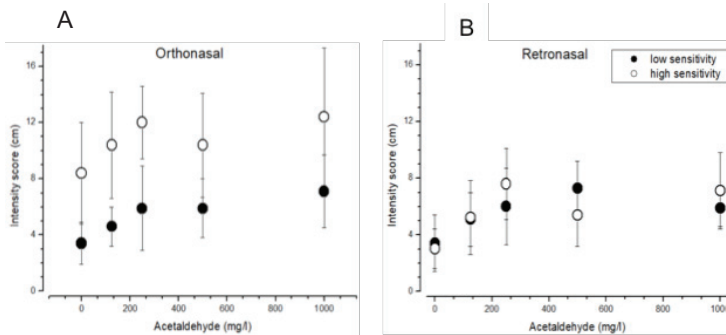 A
Orthonasal
16
12
8
4
0
Intensity score (cm)
0 200 400 600 800 1000
Acetaldehyde (mg/l)
B
Retronasal
low sensitivity
high sensitivity
16
12
8
4
0
Intensity score (cm)
0 200 400 600 800 1000
Acetaldehyde (mg/l)